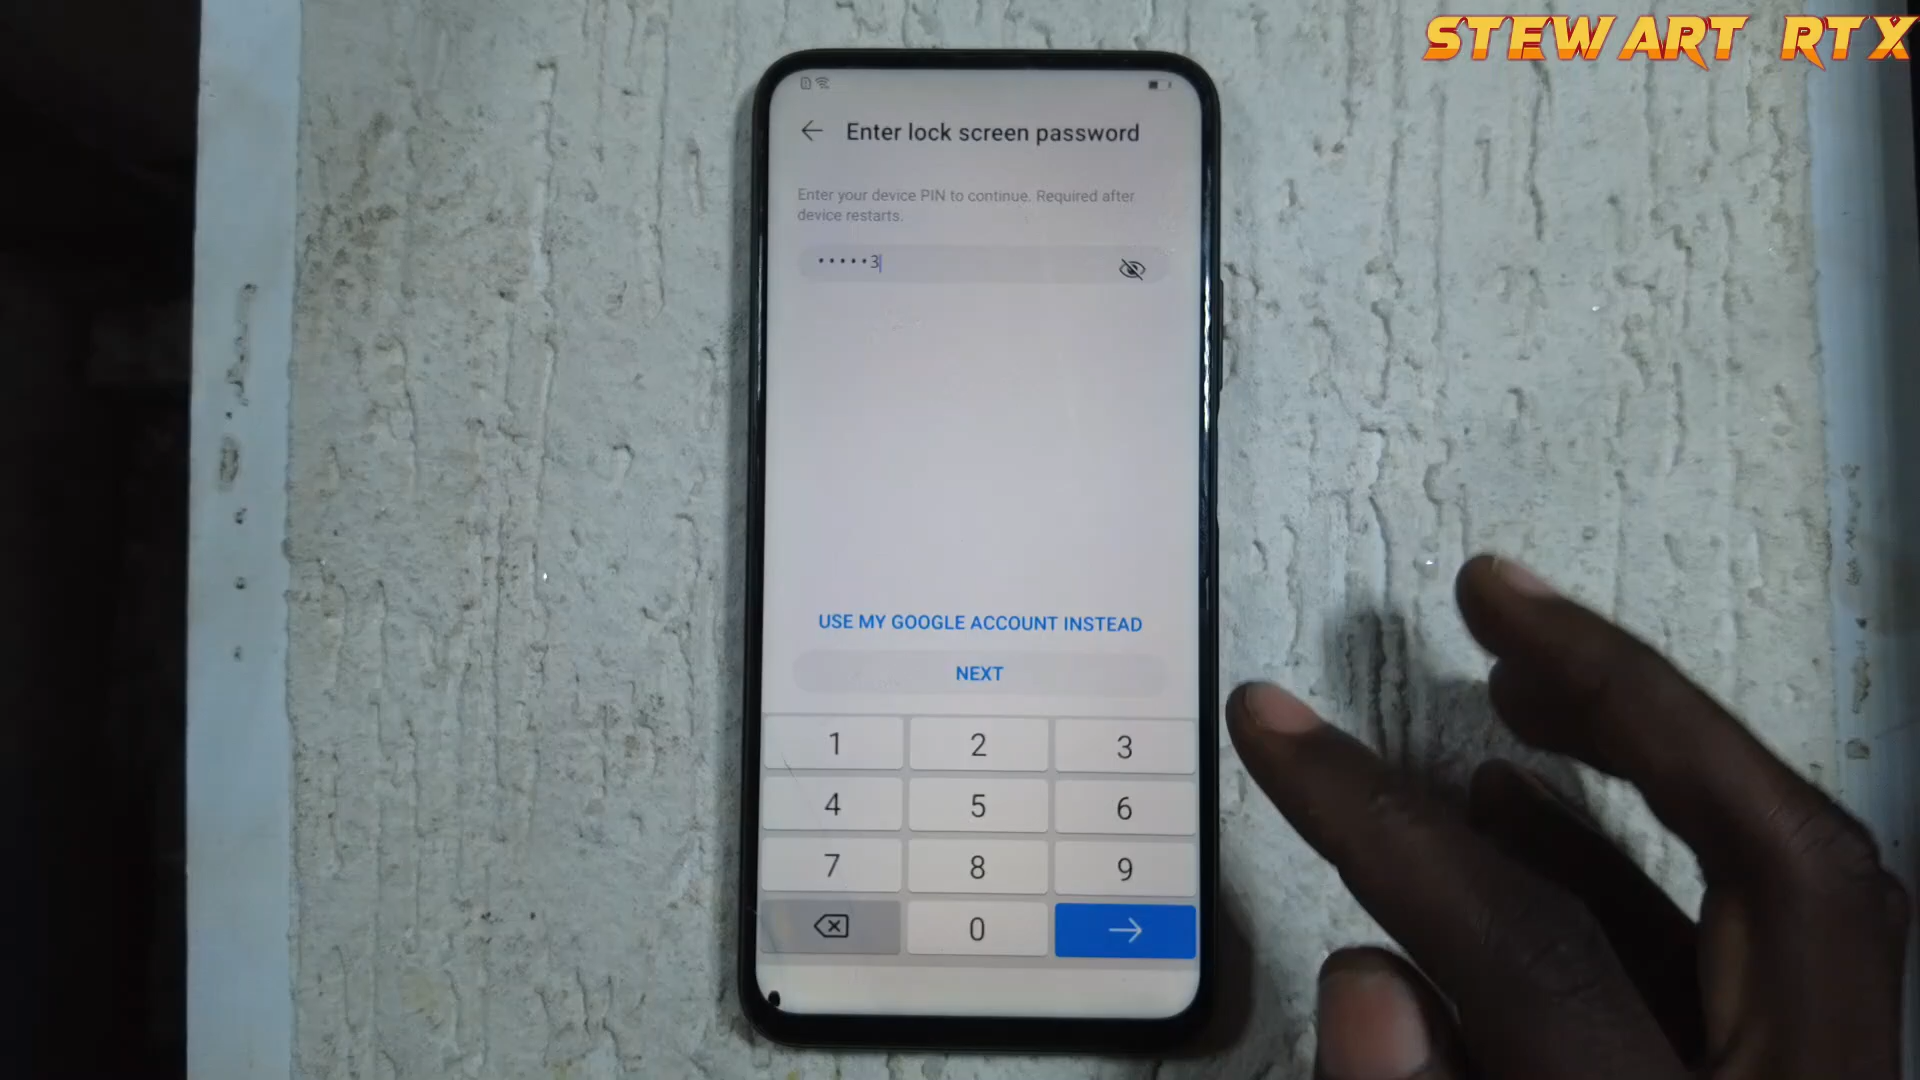 STEWART RTX
Enter lock screen password
Enter your device PIN to continue. Required after
device restarts.
•••••3
USE MY GOOGLE ACCOUNT INSTEAD
NEXT
1 2 3
4 5 6
7 8 9
0